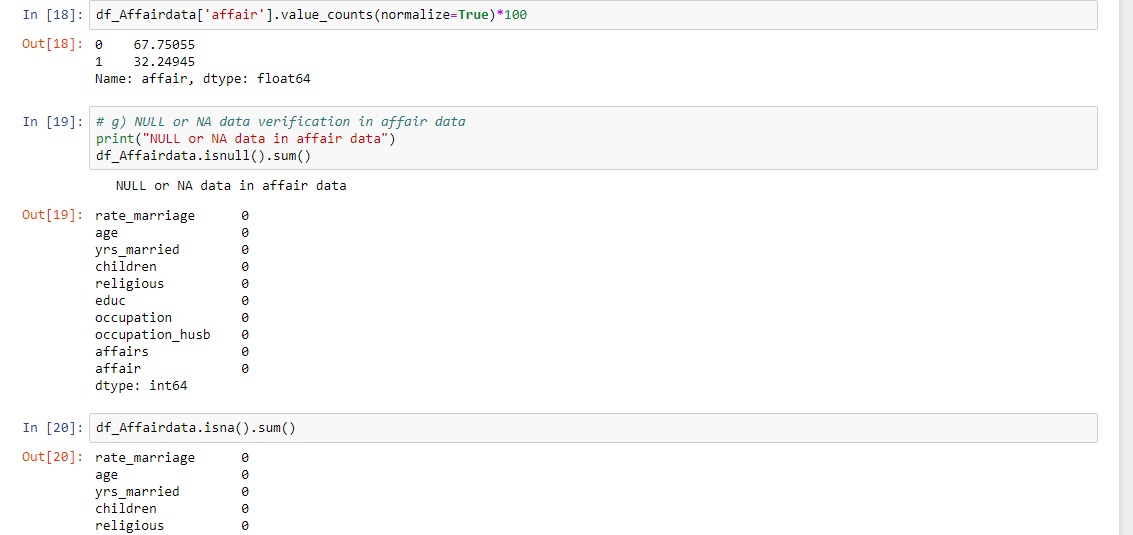 In [18]: df_Affairdata['affair'].value_counts(normalize=True)*100
Out[18]: 0    67.75055
1    32.24945
Name: affair, dtype: float64
In [19]: # g) NULL or NA data verification in affair data
print("NULL or NA data in affair data")
df_Affairdata.isnull().sum()
NULL or NA data in affair data
Out[19]: rate_marriage      0
age                0
yrs_married        0
children           0
religious          0
educ               0
occupation         0
occupation_husb    0
affairs            0
affair             0
dtype: int64
In [20]: df_Affairdata.isna().sum()
Out[20]: rate_marriage      0
age                0
yrs_married        0
children           0
religious          0